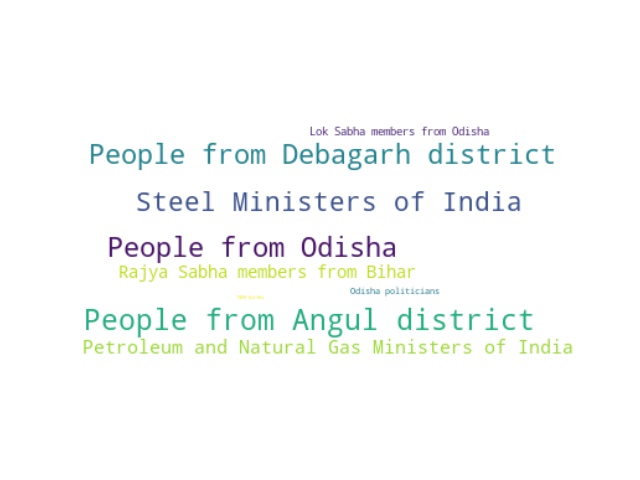 Lok Sabha members from Odisha
People from Debagarh district
Steel Ministers of India
People from Odisha
Rajya Sabha members from Bihar
Odisha politicians
People from Angul district
Petroleum and Natural Gas Ministers of India